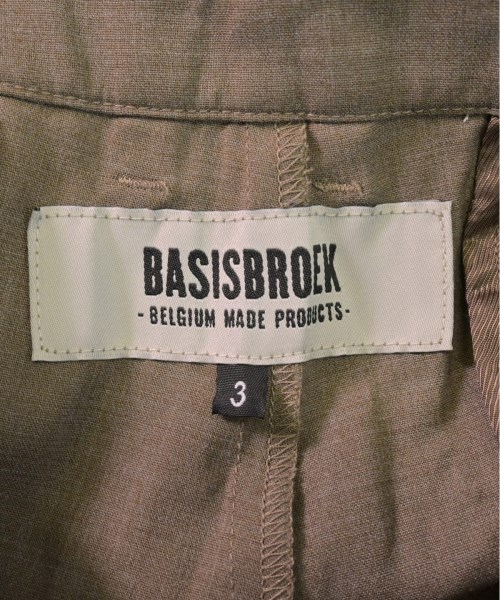 BASISBROEK
- BELGIUM MADE PRODUCTS -
3